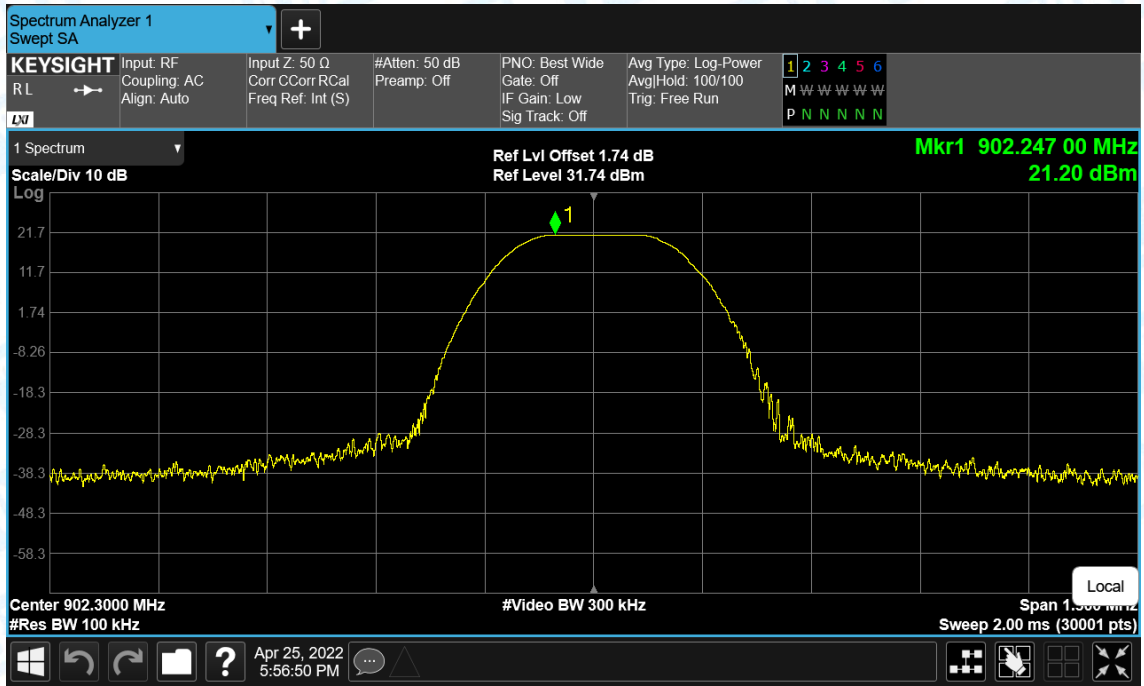 Spectrum Analyzer 1
Swept SA
KEYSIGHT
R L
LXI
Input: RF
Coupling: AC
Align: Auto
Input Z: 50 Ω
Corr CCorr RCal
Freq Ref: Int (S)
#Atten: 50 dB
Preamp: Off
PNO: Best Wide
Gate: Off
IF Gain: Low
Sig Track: Off
Avg Type: Log-Power
Avg|Hold: 100/100
Trig: Free Run
1 2 3 4 5 6
M W W W W W
P N N N N N
1 Spectrum
Scale/Div 10 dB
Ref Lvl Offset 1.74 dB
Ref Level 31.74 dBm
Mkr1 902.247 00 MHz
21.20 dBm
Log
1
21.7
11.7
1.74
-8.26
-18.3
-28.3
-38.3
-48.3
-58.3
Local
Center 902.3000 MHz
#Video BW 300 kHz
Span
#Res BW 100 kHz
Sweep 2.00 ms (30001 pts)
?
Apr 25, 2022
5:56:50 PM